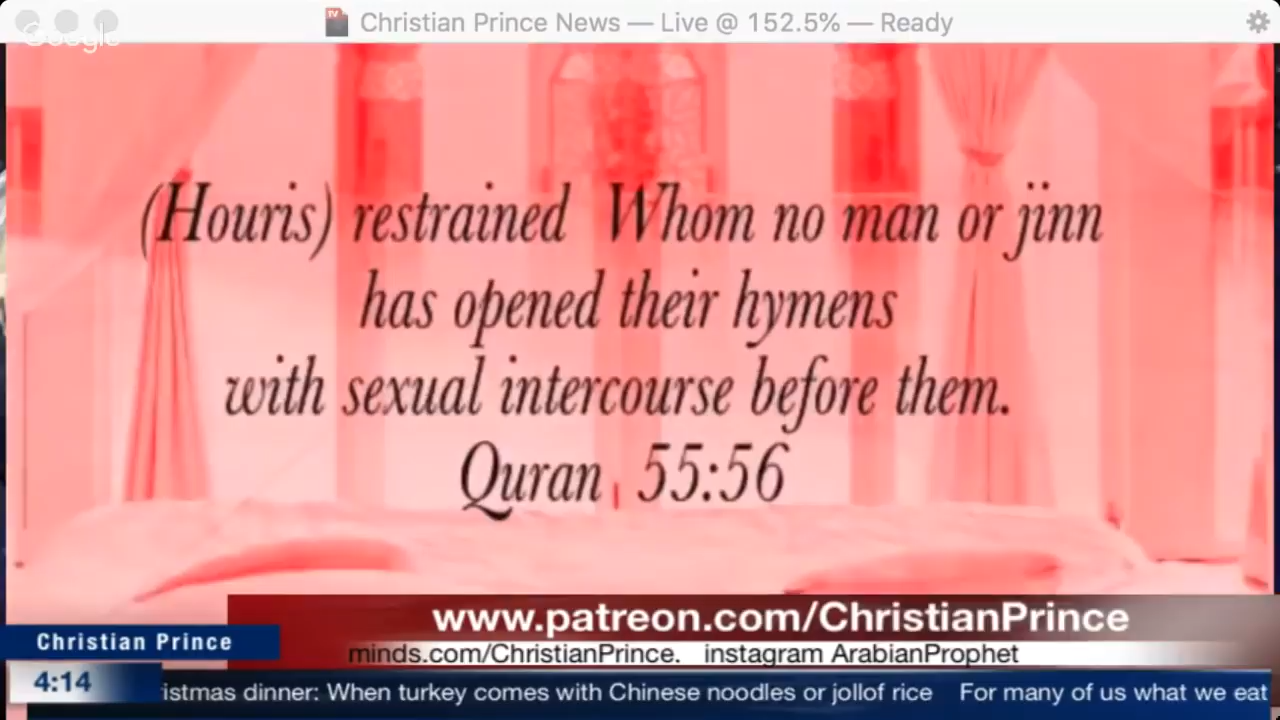 Christian Prince News — Live @ 152.5% — Ready
Google
(Houris) restrained Whom no man or jinn
has opened their hymens
with sexual intercourse before them.
Quran 55:56
www.patreon.com/ChristianPrince
Christian Prince
minds.com/ChristianPrince. instagram ArabianProphet
4:14
istmas dinner: When turkey comes with Chinese noodles or jollof rice For many of us what we eat